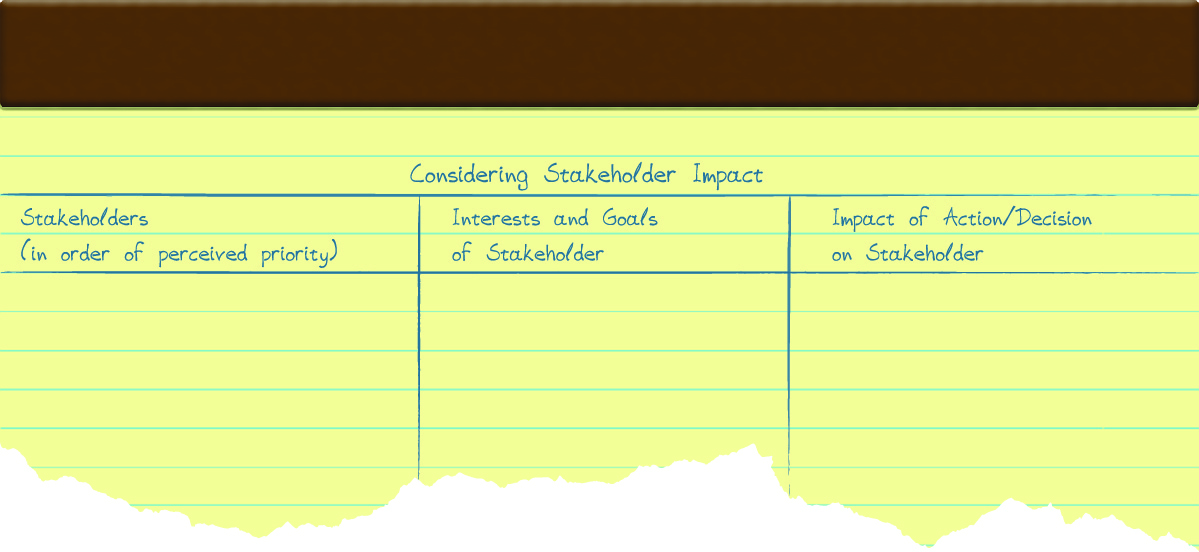 Considering Stakeholder Impact
Stakeholders
(in order of perceived priority)
Interests and Goals
of Stakeholder
Impact of Action/Decision
on Stakeholder